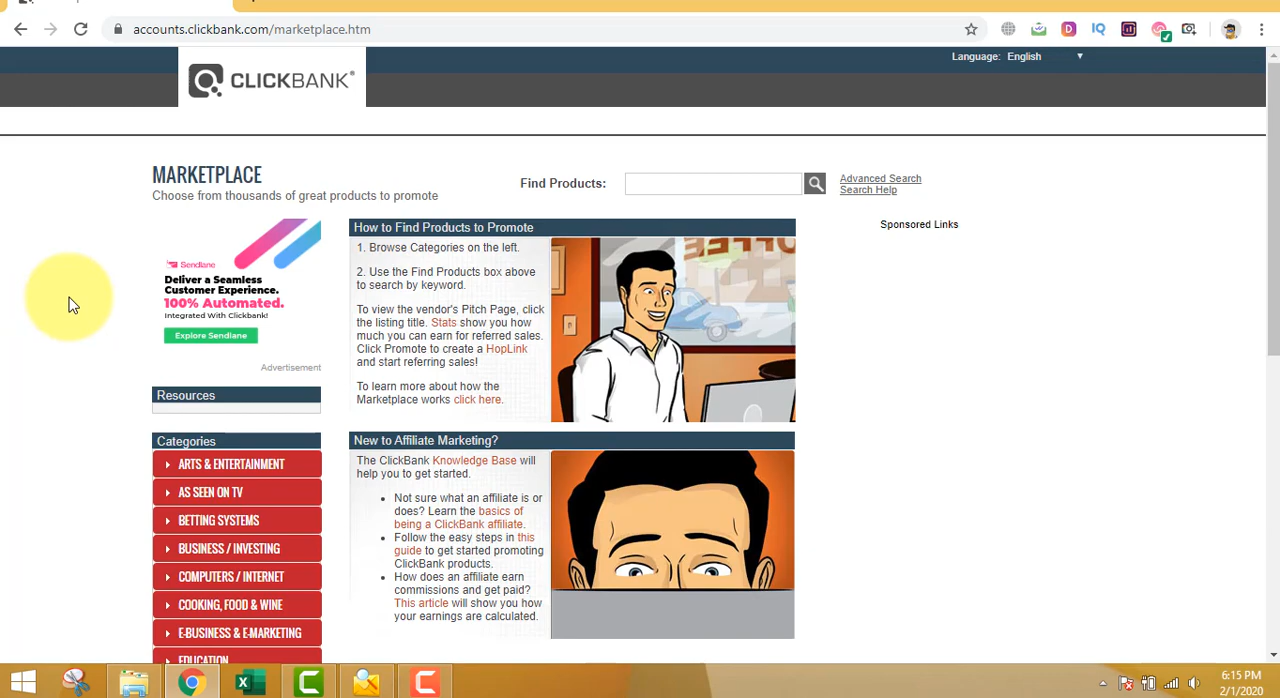 accounts.clickbank.com/marketplace.htm
Language: English
CLICKBANK®
MARKETPLACE
Choose from thousands of great products to promote
Find Products:
Advanced Search
Search Help
Sendlane
Deliver a Seamless
Customer Experience.
100% Automated.
Integrated With Clickbank!
Explore Sendlane
Advertisement
Resources
Categories
ARTS & ENTERTAINMENT
AS SEEN ON TV
BETTING SYSTEMS
BUSINESS / INVESTING
COMPUTERS / INTERNET
COOKING, FOOD & WINE
E-BUSINESS & E-MARKETING
EDUCATION
How to Find Products to Promote
1. Browse Categories on the left.
2. Use the Find Products box above
to search by keyword.
To view the vendor's Pitch Page, click
the listing title. Stats show you how
much you can earn for referred sales.
Click Promote to create a HopLink
and start referring sales!
To learn more about how the
Marketplace works click here.
New to Affiliate Marketing?
The ClickBank Knowledge Base will
help you to get started.
Not sure what an affiliate is or
does? Learn the basics of
being a ClickBank affiliate.
Follow the easy steps in this
guide to get started promoting
ClickBank products.
How does an affiliate earn
commissions and get paid?
This article will show you how
your earnings are calculated.
Sponsored Links
6:15 PM
2/1/2020